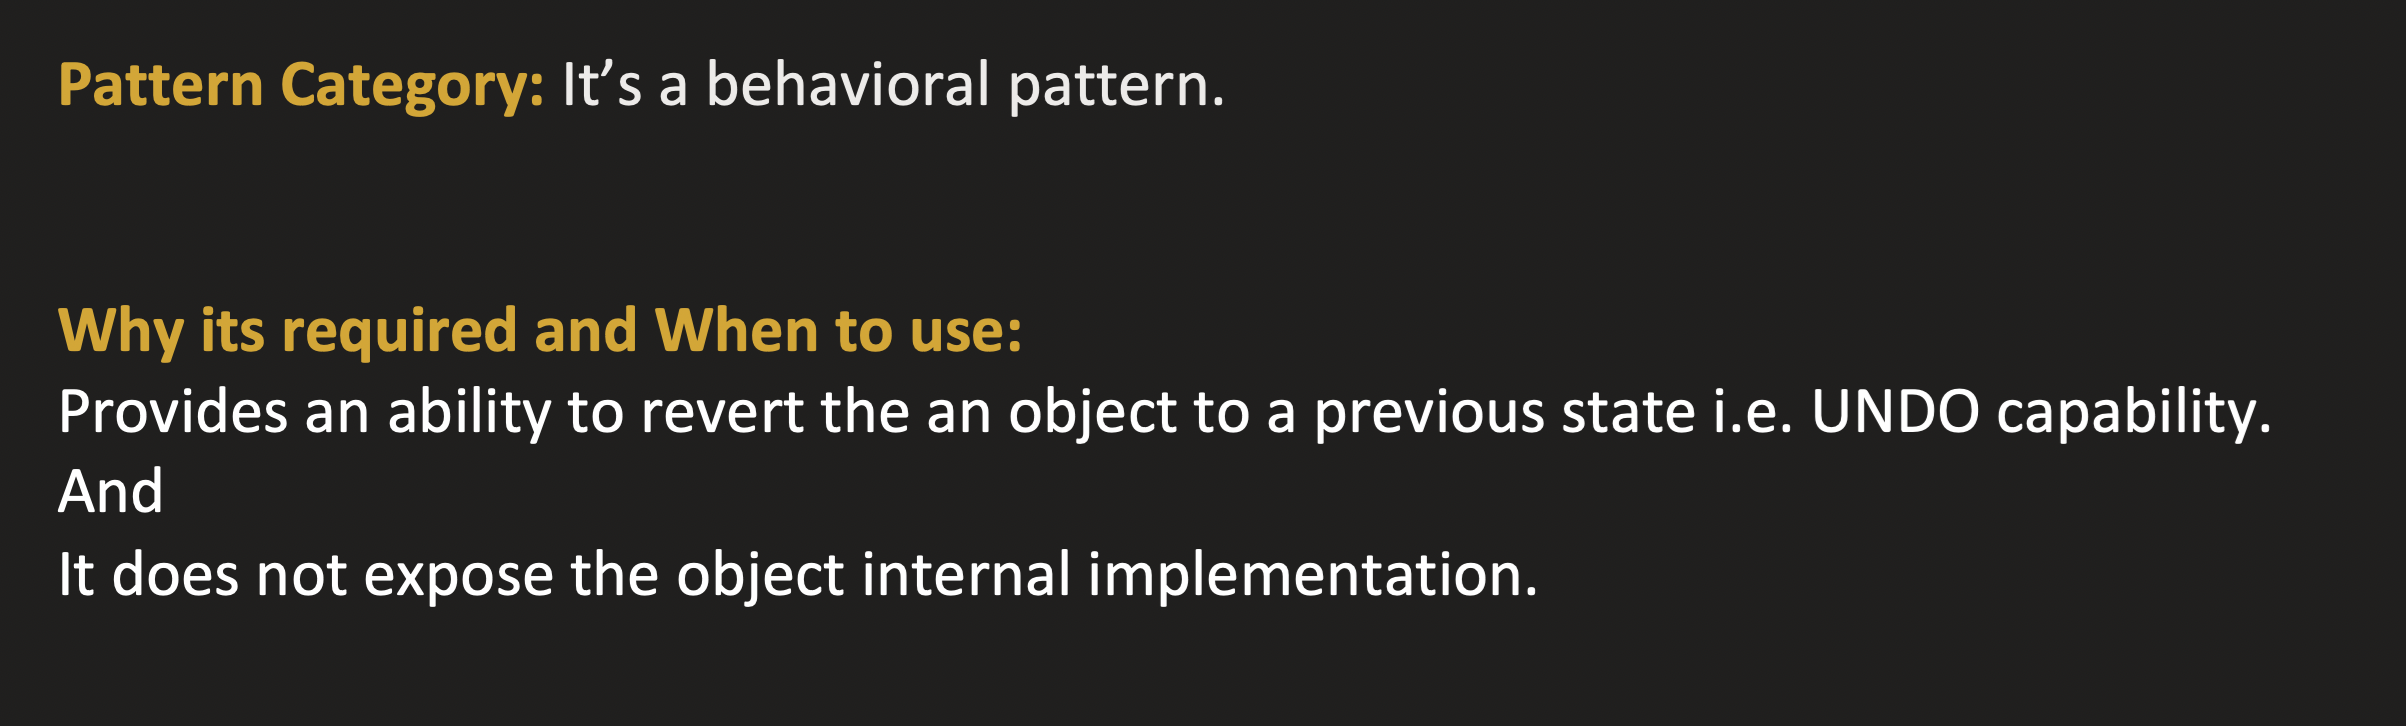 Pattern Category: It’s a behavioral pattern.
Why its required and When to use:
Provides an ability to revert the an object to a previous state i.e. UNDO capability.
And
It does not expose the object internal implementation.